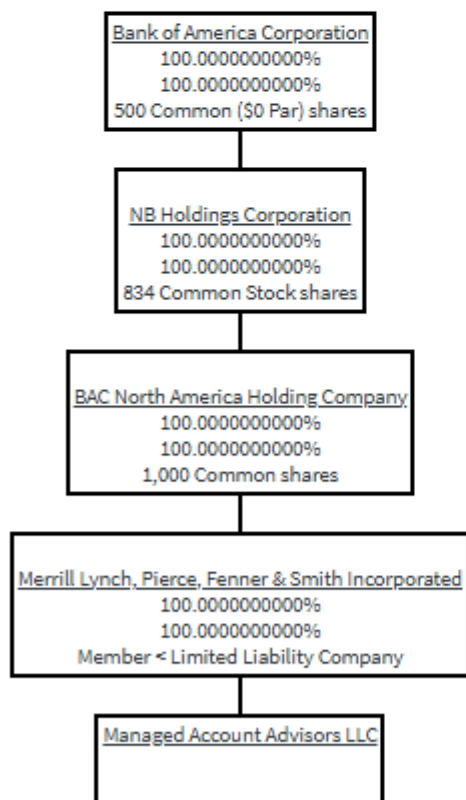 Bank of America Corporation
100.0000000000%
100.0000000000%
500 Common ($0 Par) shares
NB Holdings Corporation
100.0000000000%
100.0000000000%
834 Common Stock shares
BAC North America Holding Company
100.0000000000%
100.0000000000%
1,000 Common shares
Merrill Lynch, Pierce, Fenner & Smith Incorporated
100.0000000000%
100.0000000000%
Member < Limited Liability Company
Managed Account Advisors LLC